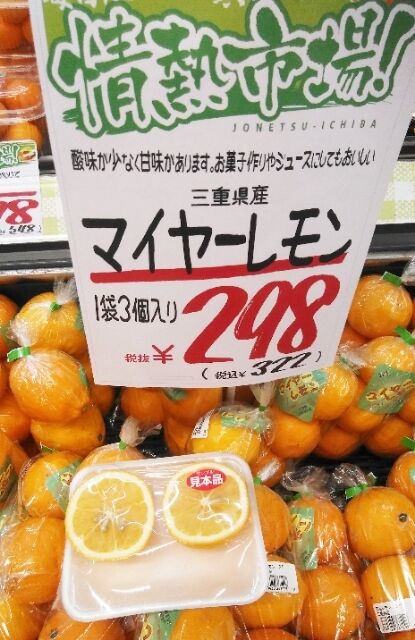 情熱市場!
JONETSU-ICHIBA
酸味が少なく甘味があります。お菓子作りやジュースにしてもおいしい
三重県産
マイヤーレモン
1袋3個入り
税抜¥298
(税込¥322)
見本品